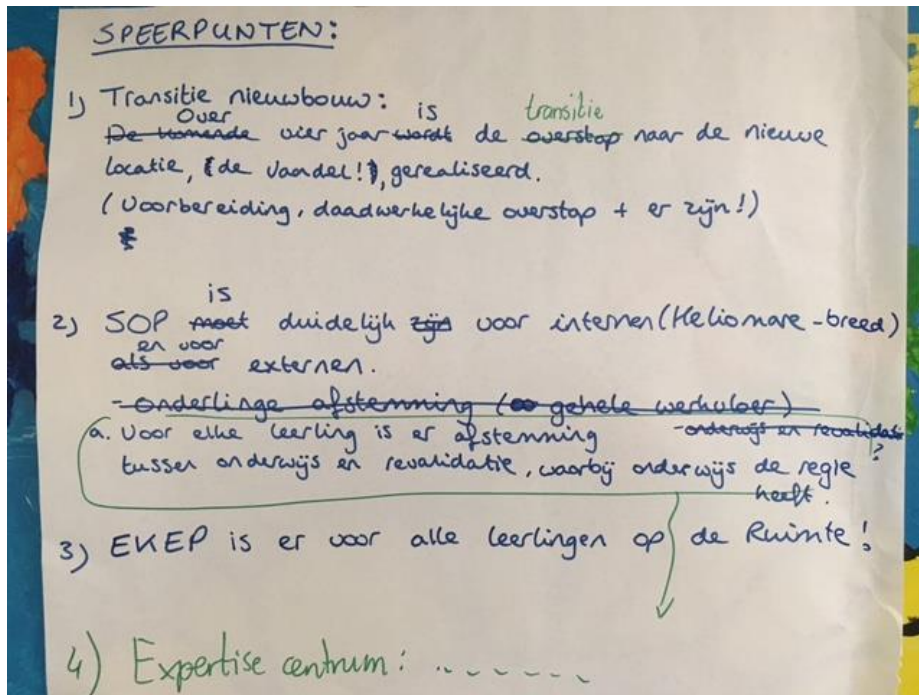 SPEERPUNTEN:
1) Transitie nieuwbouw:
Over is transitie
De komende vier jaar wordt de overstap naar de nieuwe
locatie, (de Vaandel!), gerealiseerd.
(Voorbereiding, daadwerkelijke overstap + er zijn!)
is
2) SOP moet duidelijk zijn voor internen (Heliomare-breed)
en voor
als voor externen.
- onderlinge afstemming ( gehele werkvloer)
- onderwijs en revalidatie
a. Voor elke leerling is er afstemming ?
tussen onderwijs en revalidatie, waarbij onderwijs de regie
heeft.
3) EKEP is er voor alle leerlingen op de Ruimte!
4) Expertise centrum: .......